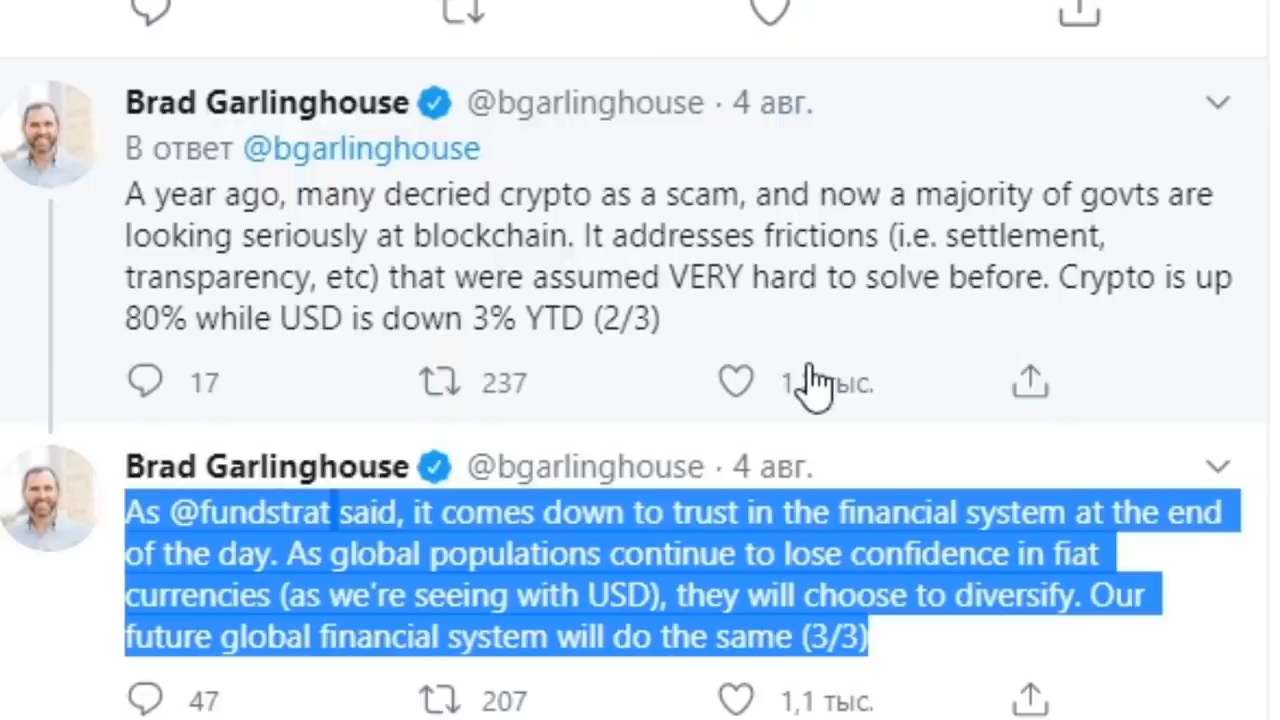 Brad Garlinghouse @bgarlinghouse · 4 авг.
В ответ @bgarlinghouse
A year ago, many decried crypto as a scam, and now a majority of govts are
looking seriously at blockchain. It addresses frictions (i.e. settlement,
transparency, etc) that were assumed VERY hard to solve before. Crypto is up
80% while USD is down 3% YTD (2/3)
17 237
Brad Garlinghouse @bgarlinghouse · 4 авг.
As @fundstrat said, it comes down to trust in the financial system at the end
of the day. As global populations continue to lose confidence in fiat
currencies (as we’re seeing with USD), they will choose to diversify. Our
future global financial system will do the same (3/3)
47 207 1,1 тыс.